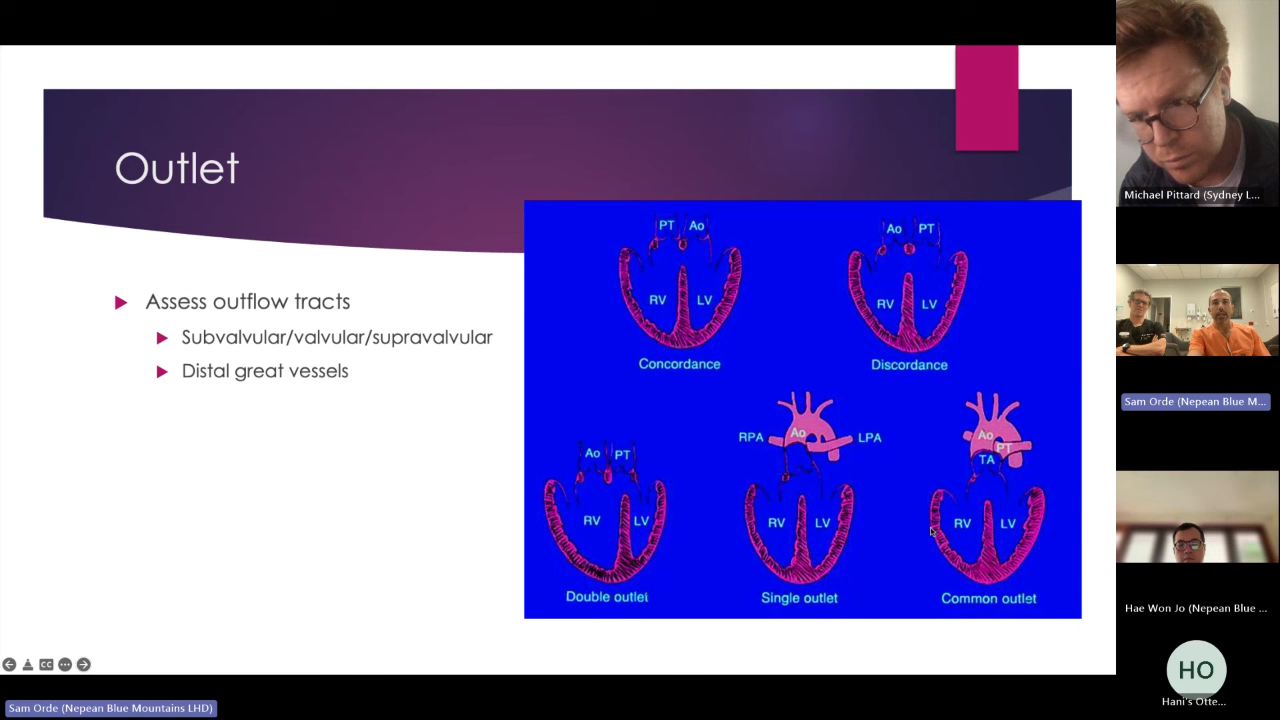 Outlet
Assess outflow tracts
Subvalvular/valvular/supravalvular
Distal great vessels
PT Ao
RV LV
Concordance
Ao PT
RV LV
Discordance
Ao PT
RV LV
Double outlet
RPA Ao LPA
RV LV
Single outlet
Ao
PT
TA
RV LV
Common outlet
CC
Sam Orde (Nepean Blue Mountains LHD)
Michael Pittard (Sydney L...
Sam Orde (Nepean Blue M...
Hae Won Jo (Nepean Blue ...
HO
Hani's Otte...